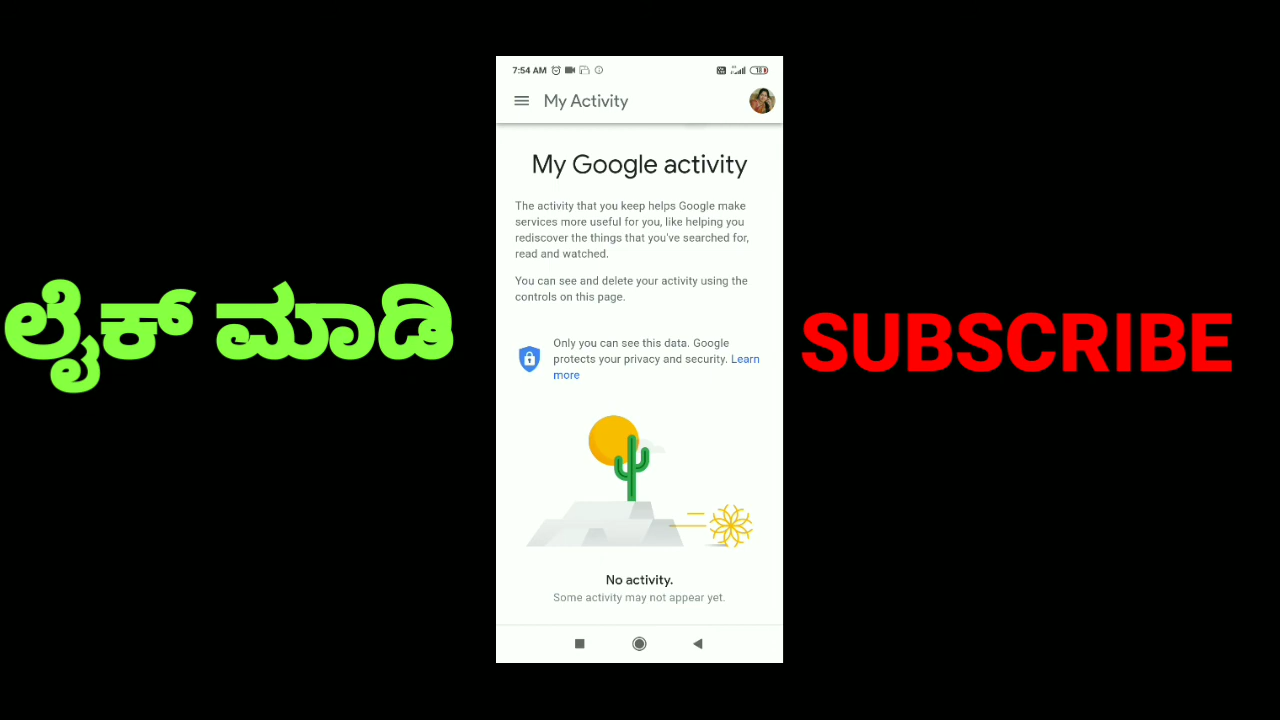 7:54 AM
18
My Activity
My Google activity
The activity that you keep helps Google make
services more useful for you, like helping you
rediscover the things that you've searched for,
read and watched.
You can see and delete your activity using the
controls on this page.
Only you can see this data. Google
protects your privacy and security. Learn
more
No activity.
Some activity may not appear yet.
ಲೈಕ್ ಮಾಡಿ
SUBSCRIBE